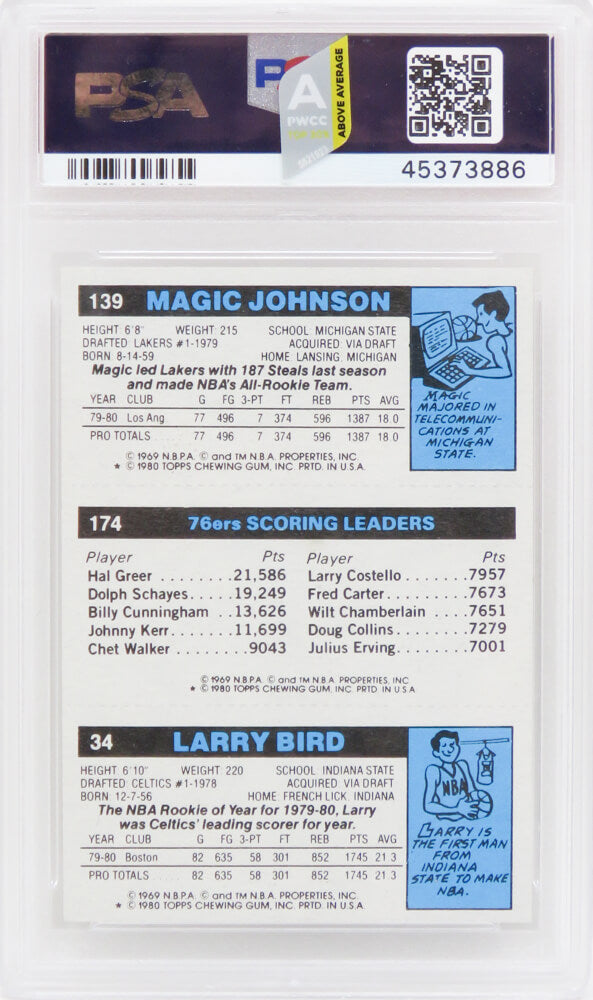 PSA
A
PWCC
ABOVE AVERAGE
45373886
139 MAGIC JOHNSON
HEIGHT: 6'8" WEIGHT: 215 SCHOOL: MICHIGAN STATE
DRAFTED: LAKERS #1-1979 ACQUIRED: VIA DRAFT
BORN: 8-14-59 HOME: LANSING, MICHIGAN
Magic led Lakers with 187 Steals last season
and made NBA's All-Rookie Team.
YEAR CLUB G FG 3-PT FT REB PTS AVG
79-80 Los Ang 77 496 7 374 596 1387 18.0
PRO TOTALS 77 496 7 374 596 1387 18.0
© 1969 N.B.P.A. © and TM N.B.A. PROPERTIES, INC.
★ © 1980 TOPPS CHEWING GUM, INC. PRTD. IN U.S.A.
MAGIC
MAJORED IN
TELECOMMUNI-
CATIONS AT
MICHIGAN
STATE.
174 76ers SCORING LEADERS
Player Pts Player Pts
Hal Greer ........21,586 Larry Costello ........7957
Dolph Schayes.....19,249 Fred Carter..........7673
Billy Cunningham ..13,626 Wilt Chamberlain ....7651
Johnny Kerr.......11,699 Doug Collins........7279
Chet Walker ........9043 Julius Erving........7001
© 1969 N.B.P.A. © and TM N.B.A. PROPERTIES, INC.
★ © 1980 TOPPS CHEWING GUM, INC. PRTD. IN U.S.A.
34 LARRY BIRD
HEIGHT: 6'10" WEIGHT: 220 SCHOOL: INDIANA STATE
DRAFTED: CELTICS #1-1978 ACQUIRED: VIA DRAFT
BORN: 12-7-56 HOME: FRENCH LICK, INDIANA
The NBA Rookie of Year for 1979-80, Larry
was Celtics' leading scorer for year.
YEAR CLUB G FG 3-PT FT REB PTS AVG
79-80 Boston 82 635 58 301 852 1745 21.3
PRO TOTALS 82 635 58 301 852 1745 21.3
© 1969 N.B.P.A. © and TM N.B.A. PROPERTIES, INC.
★ © 1980 TOPPS CHEWING GUM, INC. PRTD. IN U.S.A.
NBA
LARRY IS
THE FIRST MAN
FROM
INDIANA
STATE TO MAKE
NBA.